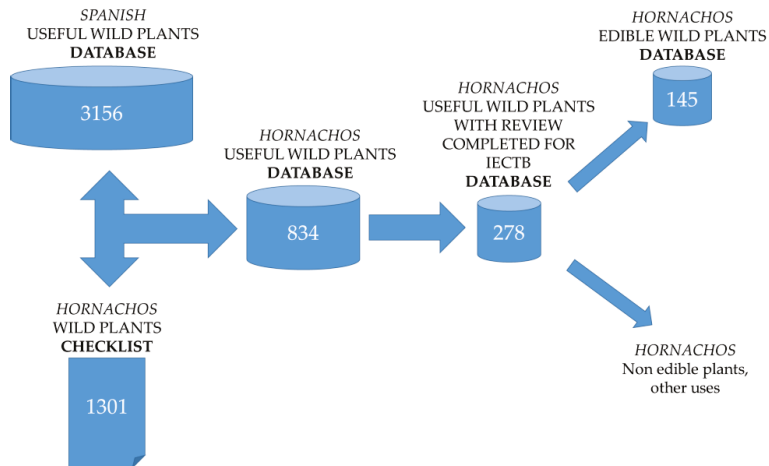 SPANISH
USEFUL WILD PLANTS
DATABASE
3156
HORNACHOS
WILD PLANTS
CHECKLIST
1301
HORNACHOS
USEFUL WILD PLANTS
DATABASE
834
HORNACHOS
USEFUL WILD PLANTS
WITH REVIEW
COMPLETED FOR
IECTB
DATABASE
278
HORNACHOS
EDIBLE WILD PLANTS
DATABASE
145
HORNACHOS
Non edible plants,
other uses